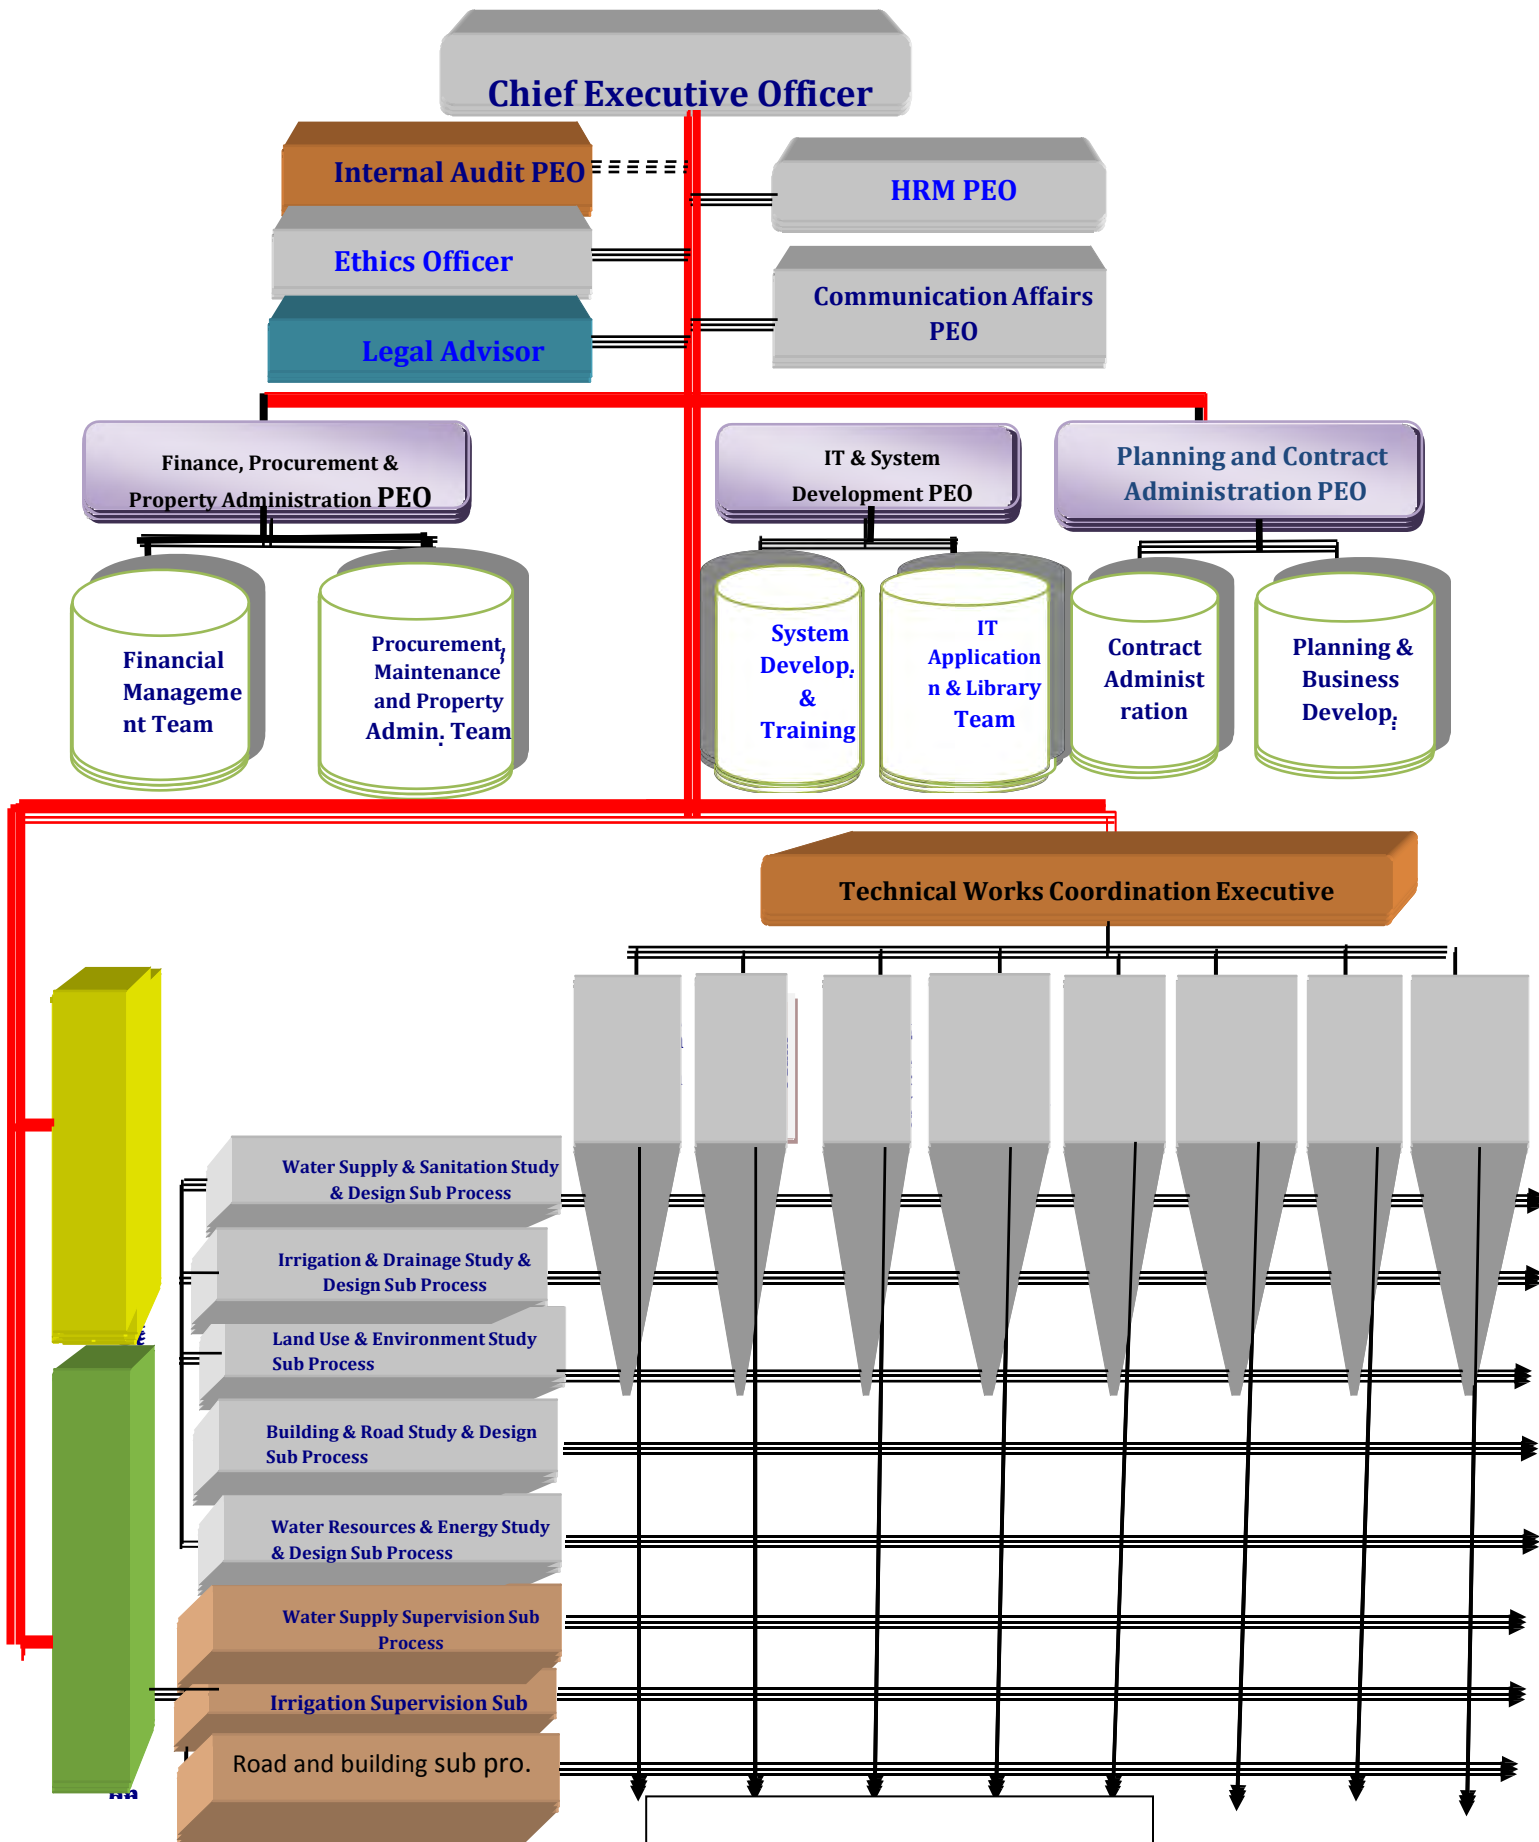 Chief Executive Officer
Internal Audit PEO
HRM PEO
Ethics Officer
Communication Affairs
PEO
Legal Advisor
Finance, Procurement &
Property Administration PEO
IT & System
Development PEO
Planning and Contract
Administration PEO
Financial
Manageme
nt Team
Procurement,
Maintenance
and Property
Admin. Team
System
Develop.
&
Training
IT
Application
n & Library
Team
Contract
Administ
ration
Planning &
Business
Develop.
Technical Works Coordination Executive
Water Supply & Sanitation Study
& Design Sub Process
Irrigation & Drainage Study &
Design Sub Process
Land Use & Environment Study
Sub Process
Building & Road Study & Design
Sub Process
Water Resources & Energy Study
& Design Sub Process
Water Supply Supervision Sub
Process
Irrigation Supervision Sub
Road and building sub pro.